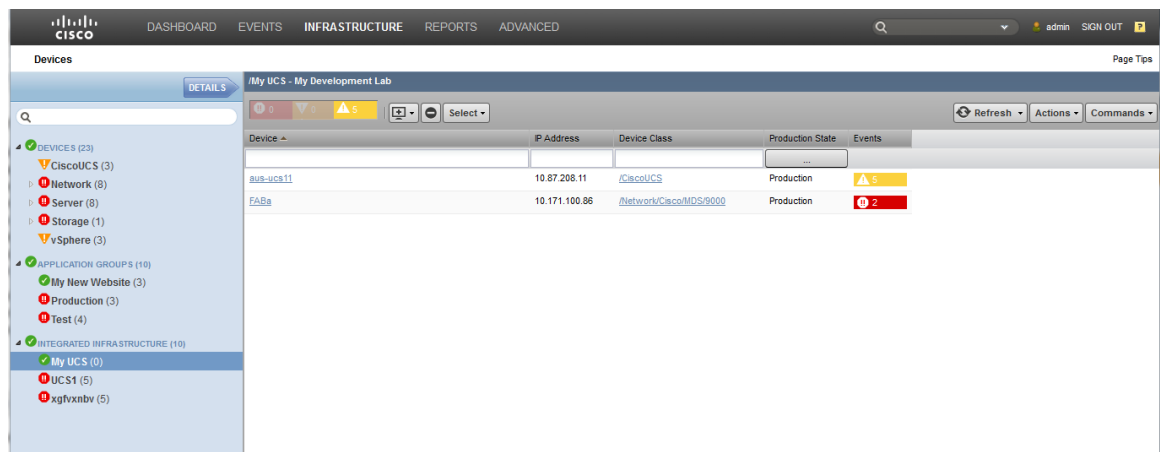 CISCO
DASHBOARD EVENTS INFRASTRUCTURE REPORTS ADVANCED
admin SIGN OUT ?
Devices
Page Tips
DETAILS
DEVICES (23)
CiscoUCS (3)
Network (8)
Server (8)
Storage (1)
vSphere (3)
APPLICATION GROUPS (10)
My New Website (3)
Production (3)
Test (4)
INTEGRATED INFRASTRUCTURE (10)
My UCS (0)
UCS1 (5)
xgfvxnbv (5)
/My UCS - My Development Lab
0 0 5 Select Refresh Actions Commands
Device IP Address Device Class Production State Events
...
aus-ucs11 10.87.208.11 /CiscoUCS Production 5
FABa 10.171.100.86 /Network/Cisco/MDS/9000 Production 2